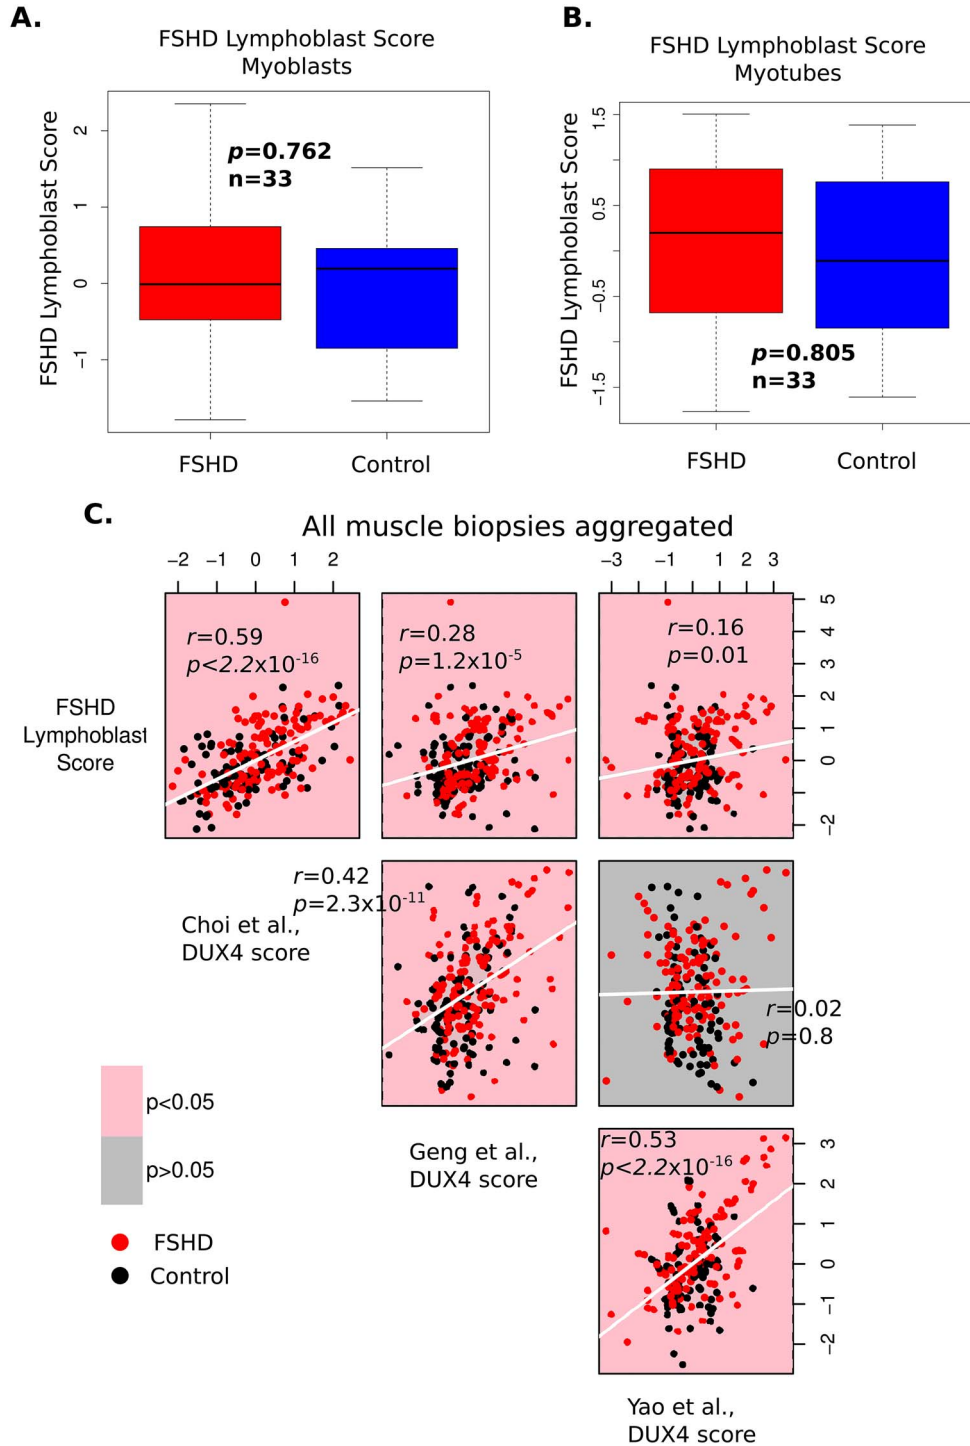 A.
FSHD Lymphoblast Score
Myoblasts
FSHD Lymphoblast Score
2
1
0
−1
p=0.762
n=33
FSHD
Control
B.
FSHD Lymphoblast Score
Myotubes
FSHD Lymphoblast Score
1.5
0.5
−0.5
−1.5
p=0.805
n=33
FSHD
Control
C.
All muscle biopsies aggregated
−2 −1 0 1 2
−3 −1 0 1 2 3
r=0.59
p<2.2x10-16
r=0.28
p=1.2x10-5
r=0.16
p=0.01
5
4
3
2
1
0
−2
FSHD
Lymphoblast
Score
r=0.42
p=2.3x10-11
Choi et al.,
DUX4 score
r=0.02
p=0.8
p<0.05
p>0.05
Geng et al.,
DUX4 score
r=0.53
p<2.2x10-16
3
2
1
0
−1
−2
FSHD
Control
Yao et al.,
DUX4 score